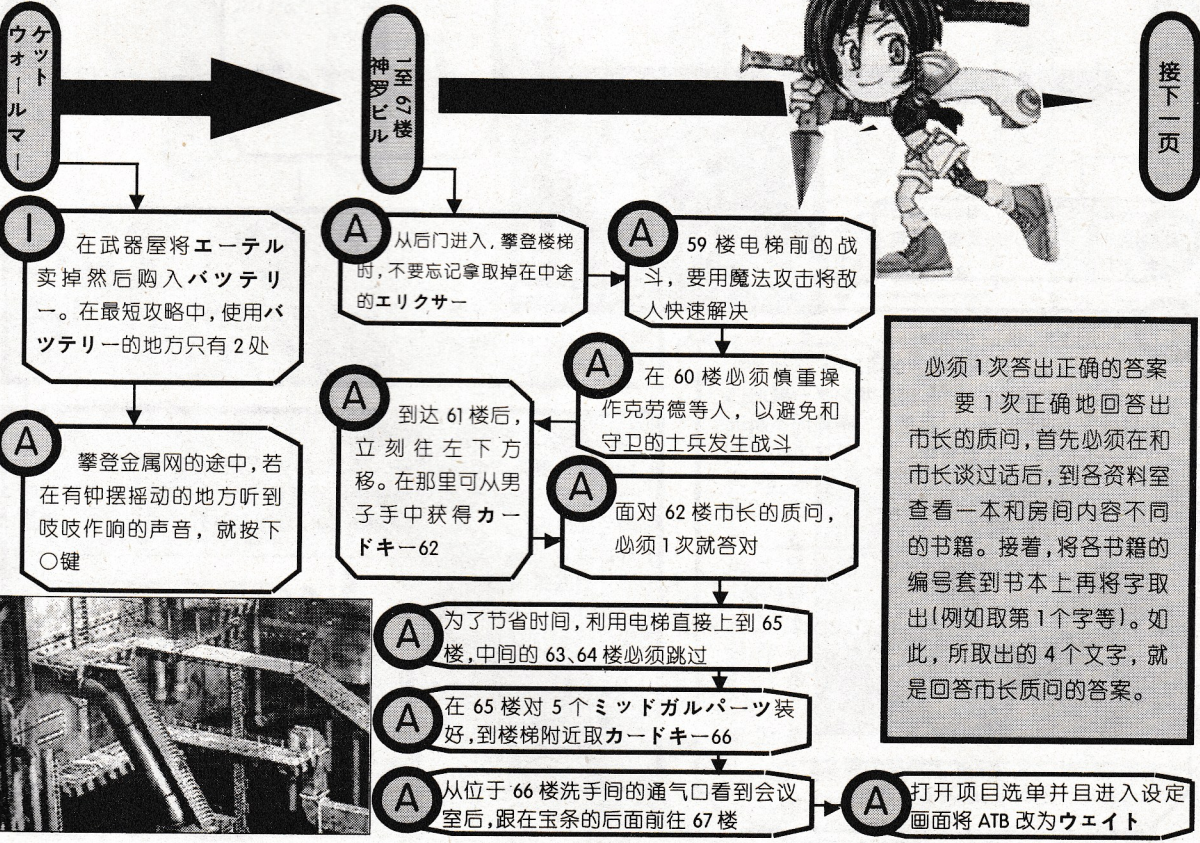 ケット
ウォールマー
1至67楼
神罗ビル
接下一页
I
在武器屋将エーテル
卖掉然后购入バツテリ
ー。在最短攻略中,使用バ
ツテリーの地方只有2处
A
攀登金属网的途中,若
在有钟摆摇动的地方听到
吱吱作响的声音，就按下
○键
A
从后门进入,攀登楼梯
时,不要忘记拿取掉在中途
的エリクサー
A
59楼电梯前的战
斗，要用魔法攻击将敌
人快速解决
A
在60楼必须慎重操
作克劳德等人，以避免和
守卫的士兵发生战斗
A
到达61楼后,
立刻往左下方
移。在那里可从男
子手中获得カー
ドキー62
A
面对62楼市长的质问,
必须1次就答对
A
为了节省时间,利用电梯直接上到65
楼,中间的63、64楼必须跳过
A
在65楼对5个ミッドガルパーツ装
好,到楼梯附近取カードキー66
A
从位于66楼洗手间的通气口看到会议
室后,跟在宝条的后面前往67楼
A
打开项目选单并且进入设定
画面将ATB改为ウェイト
必须1次答出正确的答案
要1次正确地回答出
市长的质问,首先必须在和
市长谈过话后,到各资料室
查看一本和房间内容不同
的书籍。接着,将各书籍的
编号套到书本上再将字取
出(例如取第1个字等)。如
此,所取出的4个文字,就
是回答市长质问的答案。